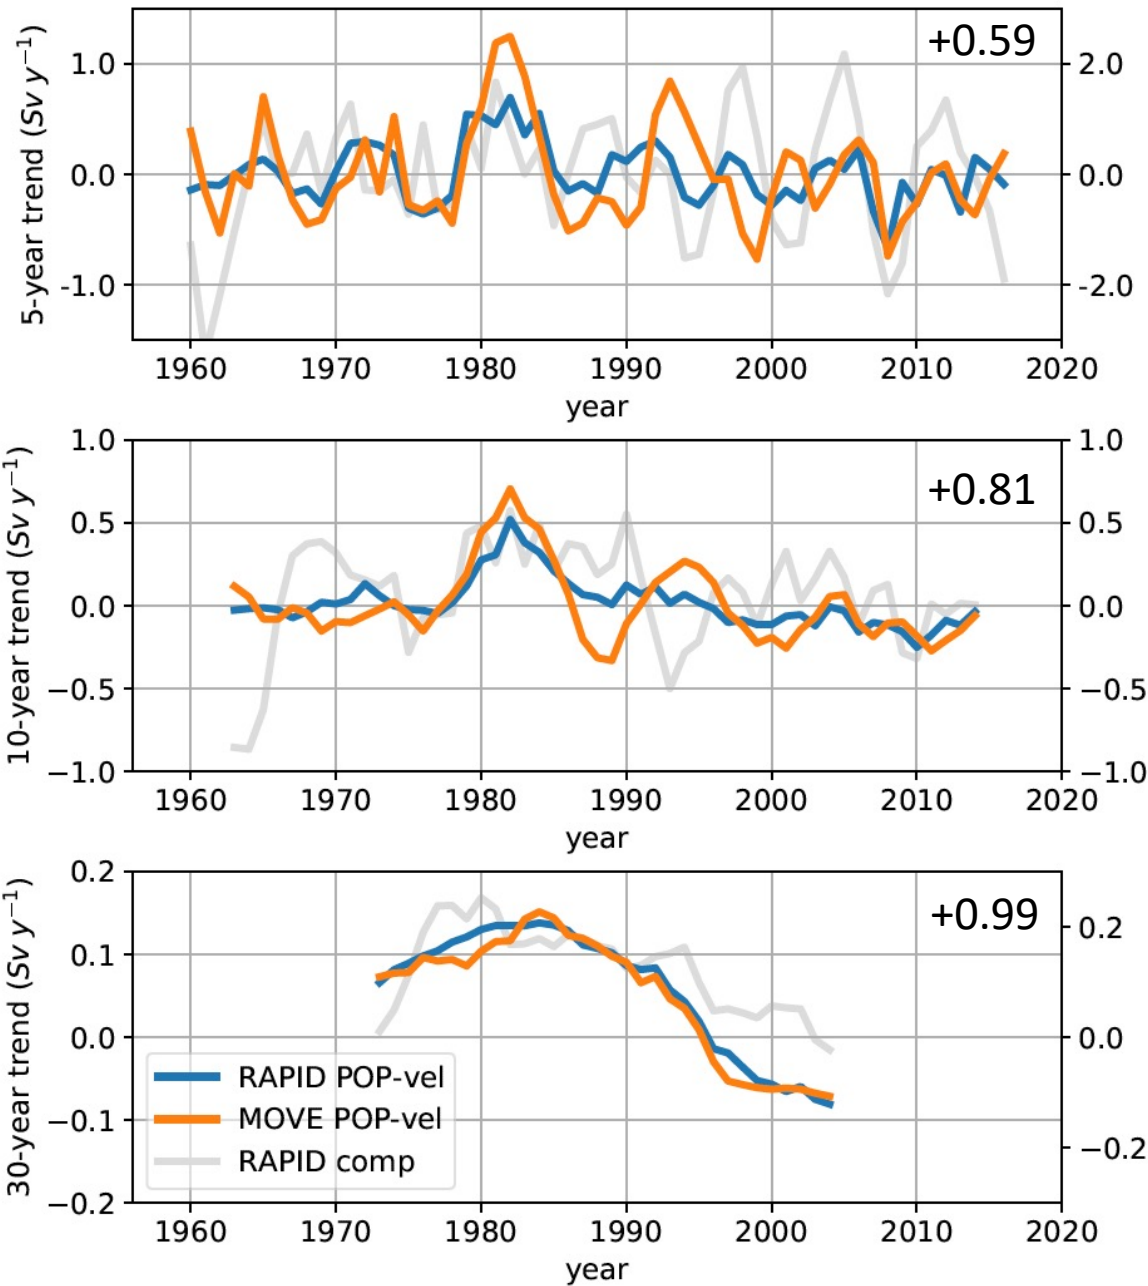 5-year trend (Sv y−1)
1.0
0.0
-1.0
+0.59
2.0
0.0
-2.0
1960 1970 1980 1990 2000 2010 2020
year
10-year trend (Sv y−1)
1.0
0.5
0.0
−0.5
−1.0
+0.81
1.0
0.5
0.0
−0.5
−1.0
1960 1970 1980 1990 2000 2010 2020
year
30-year trend (Sv y−1)
0.2
0.1
0.0
−0.1
−0.2
+0.99
0.2
0.0
−0.2
RAPID POP-vel
MOVE POP-vel
RAPID comp
1960 1970 1980 1990 2000 2010 2020
year